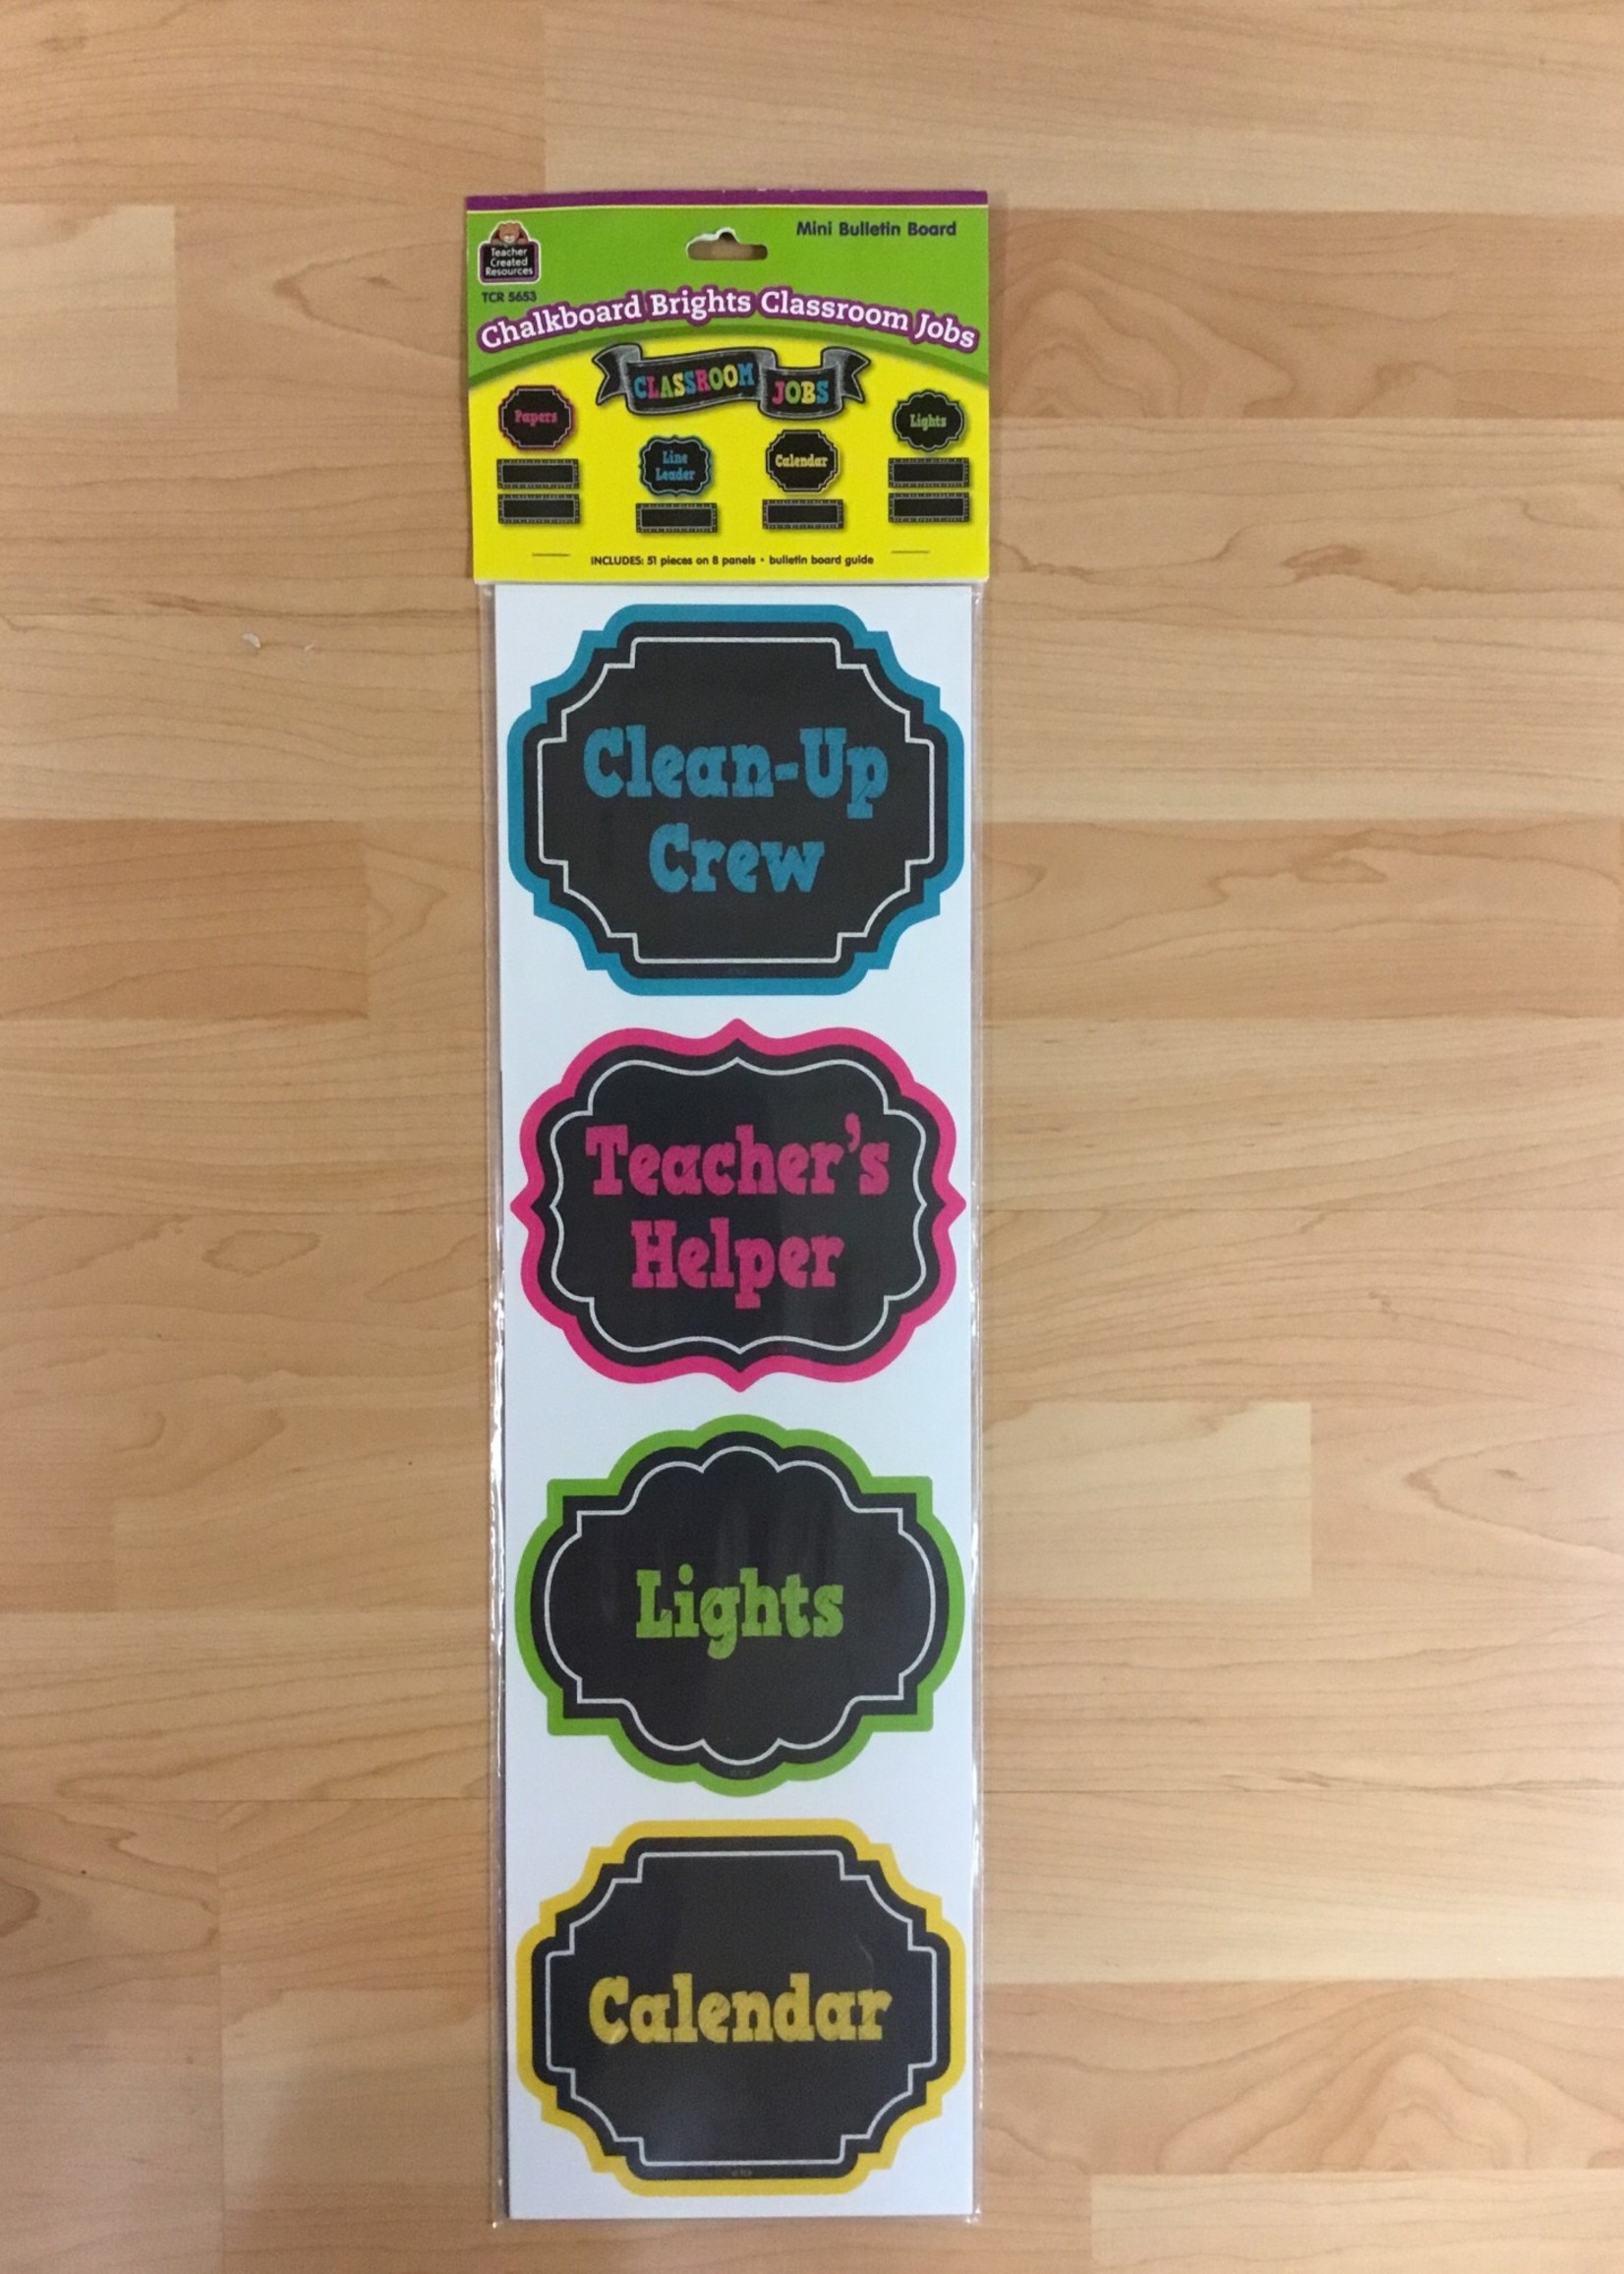 Mini Bulletin Board
Teacher
Created
Resources
TCR 5653
Chalkboard Brights Classroom Jobs
CLASSROOM JOBS
Papers
Line
Leader
Calendar
Lights
INCLUDES: 51 pieces on 8 panels • bulletin board guide
Clean-Up
Crew
Teacher's
Helper
Lights
Calendar